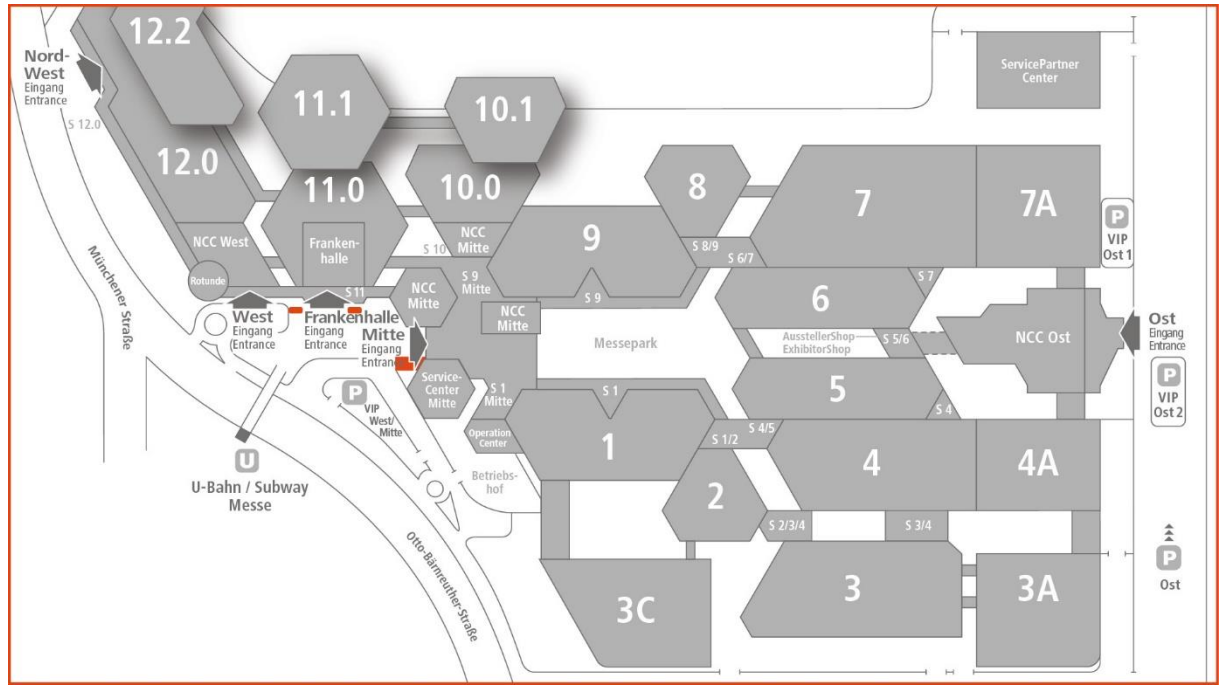 12.2
Nord-
West
Eingang
Entrance
S 12.0
11.1
10.1
ServicePartner
Center
12.0
11.0
10.0
8
7
7A
P
VIP
Ost 1
NCC West
Franken-
halle
NCC
Mitte
S 10
9
S 8/9
S 6/7
Rotunde
S 11
NCC
Mitte
S 9
Mitte
S 9
S 7
6
NCC
Mitte
Messepark
AusstellerShop
ExhibitorShop
S 5/6
NCC Ost
Ost
Eingang
Entrance
P
VIP
Ost 2
Münchener Straße
West
Eingang
(Entrance
Frankenhalle
Eingang
Entrance
Mitte
Eingang
Entranc
Service-
Center
Mitte
P
VIP
West/
Mitte
S 1
Mitte
S 1
5
S 4
Operation
Center
1
S 1/2
S 4/5
4
4A
U
U-Bahn / Subway
Messe
Betriebs-
hof
2
S 2/3/4
S 3/4
Otto-Bärnreuther-Straße
3C
3
3A
P
Ost